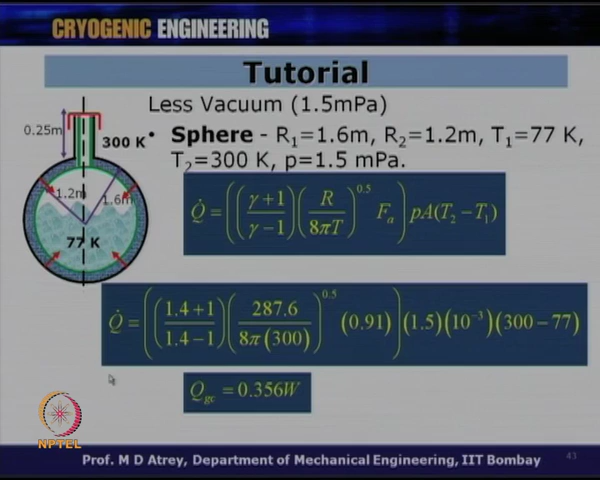 CRYOGENIC ENGINEERING
Tutorial
Less Vacuum (1.5mPa)
• Sphere - R₁=1.6m, R₂=1.2m, T₁=77 K,
T₂=300 K, p=1.5 mPa.
0.25m
300 K
1.2m
1.6m
77 K
Q̇ = (((γ+1)/(γ−1)) (R/(8πT))^0.5 F_a) pA(T₂−T₁)
Q̇ = (((1.4+1)/(1.4−1)) (287.6/(8π(300)))^0.5 (0.91)) (1.5)(10⁻³)(300−77)
Q_gc = 0.356W
NPTEL
Prof. M D Atrey, Department of Mechanical Engineering, IIT Bombay
43